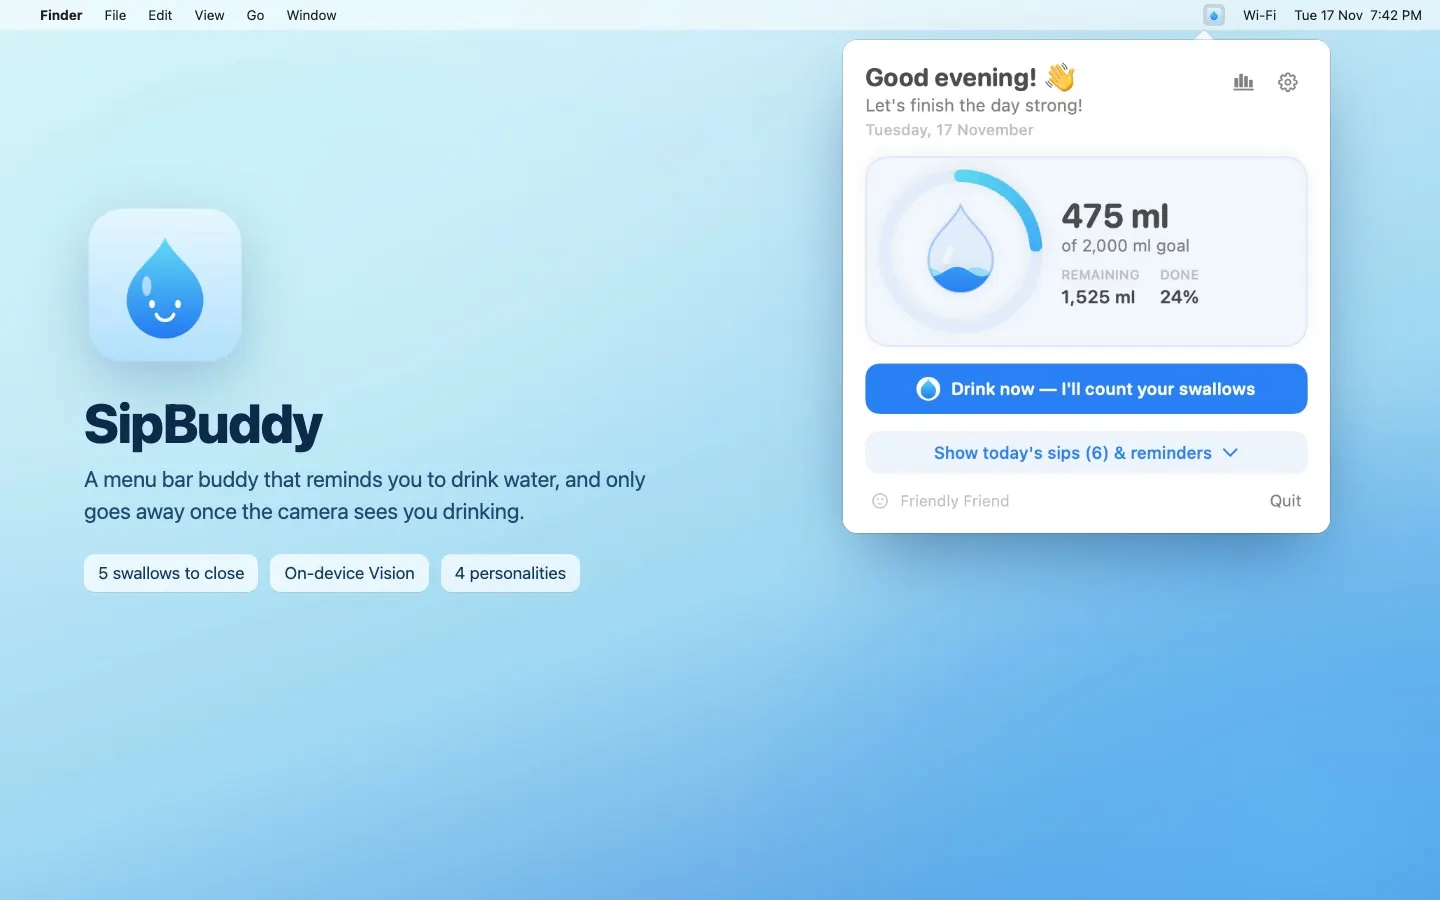 Finder File Edit View Go Window Wi-Fi Tue 17 Nov 7:42 PM
SipBuddy
A menu bar buddy that reminds you to drink water, and only
goes away once the camera sees you drinking.
5 swallows to close On-device Vision 4 personalities
Good evening! 👋
Let's finish the day strong!
Tuesday, 17 November
475 ml
of 2,000 ml goal
REMAINING DONE
1,525 ml 24%
Drink now — I'll count your swallows
Show today's sips (6) & reminders
Friendly Friend Quit